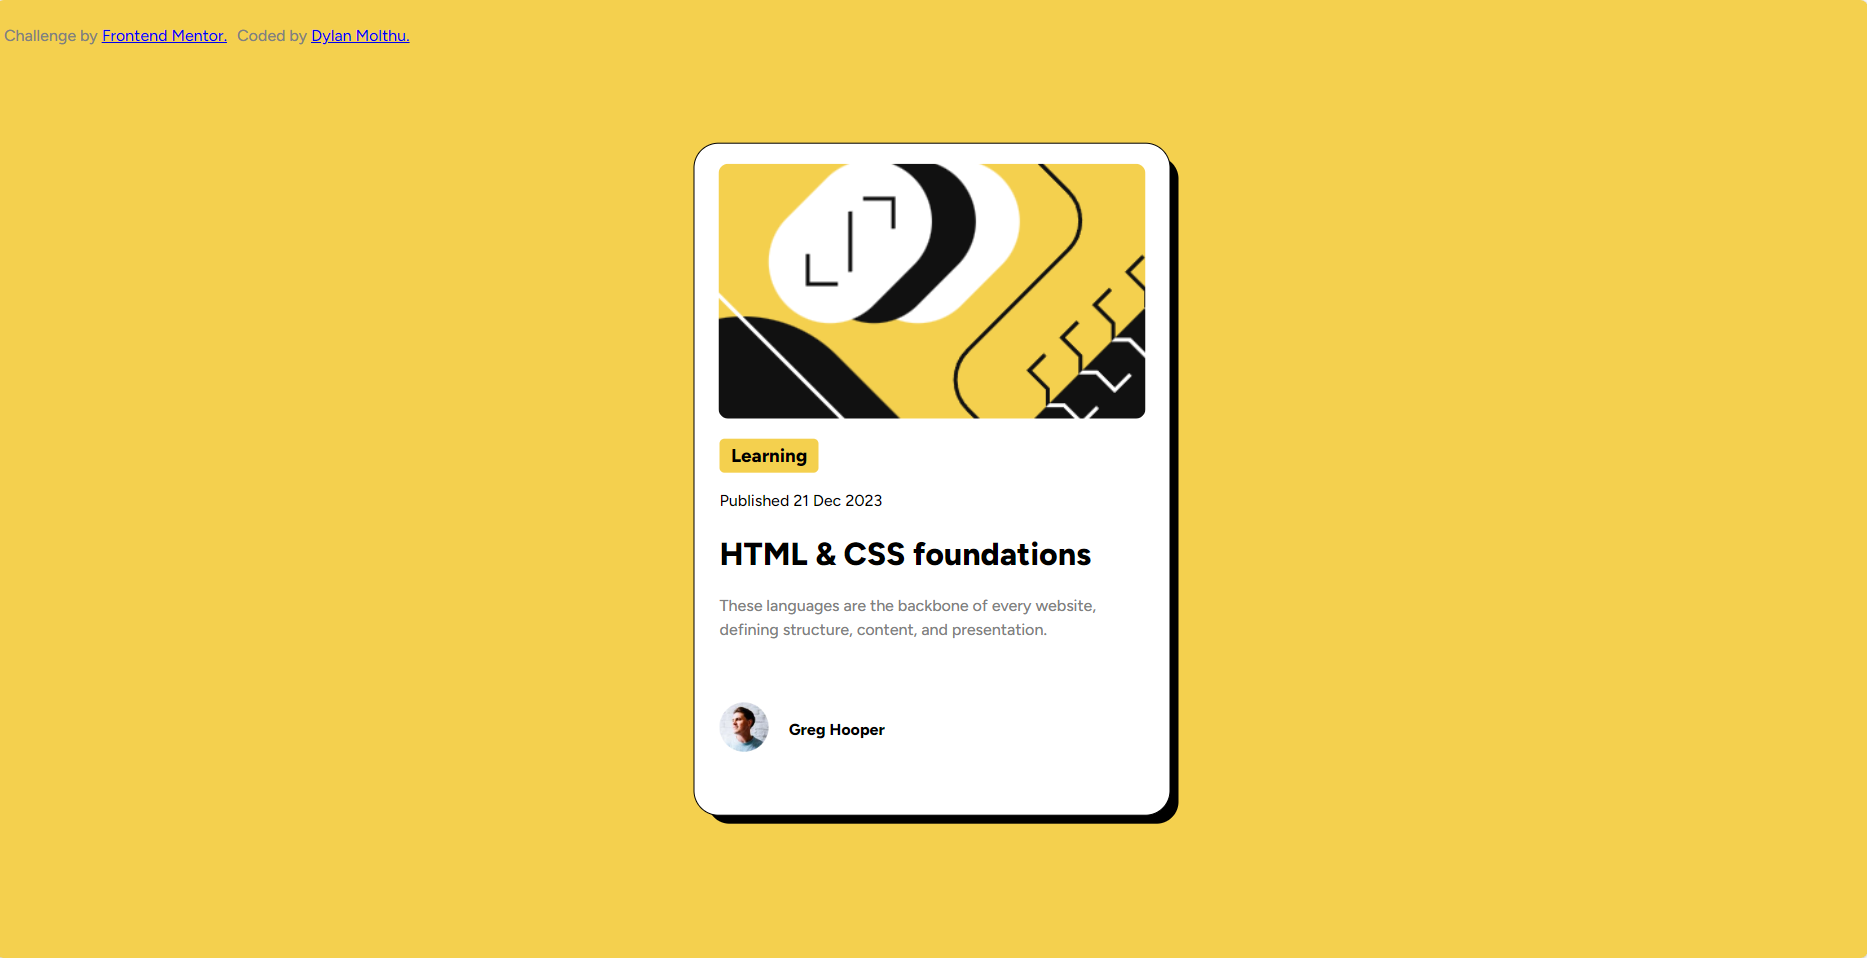 Challenge by Frontend Mentor. Coded by Dylan Molthu.
Learning
Published 21 Dec 2023
HTML & CSS foundations
These languages are the backbone of every website,
defining structure, content, and presentation.
Greg Hooper